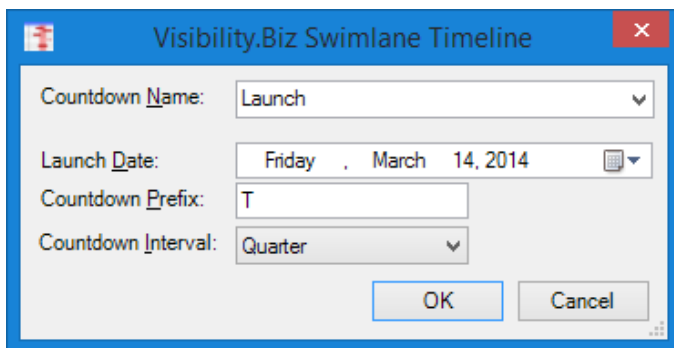 Visibility.Biz Swimlane Timeline
Countdown Name: Launch
Launch Date: Friday , March 14, 2014
Countdown Prefix: T
Countdown Interval: Quarter
OK Cancel